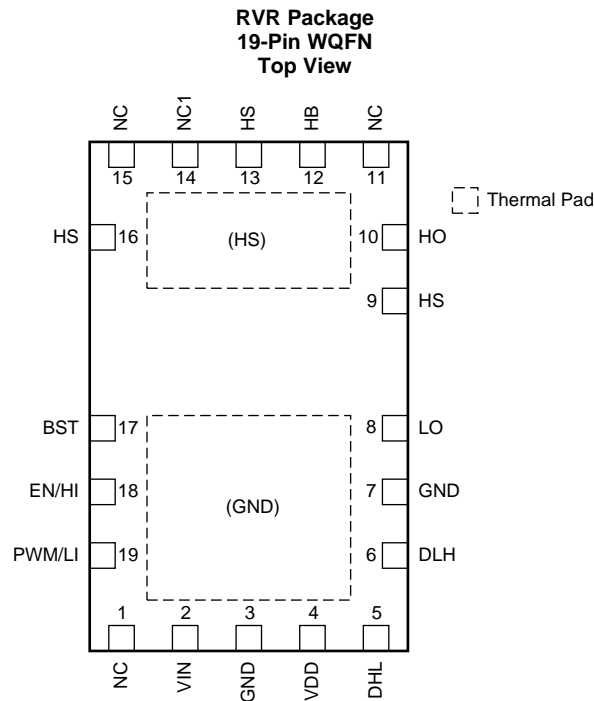 RVR Package
19-Pin WQFN
Top View
NC
NC1
HS
HB
NC
15
14
13
12
11
Thermal Pad
HS
16
(HS)
10
HO
9
HS
BST
17
8
LO
EN/HI
18
(GND)
7
GND
PWM/LI
19
6
DLH
1
2
3
4
5
NC
VIN
GND
VDD
DHL